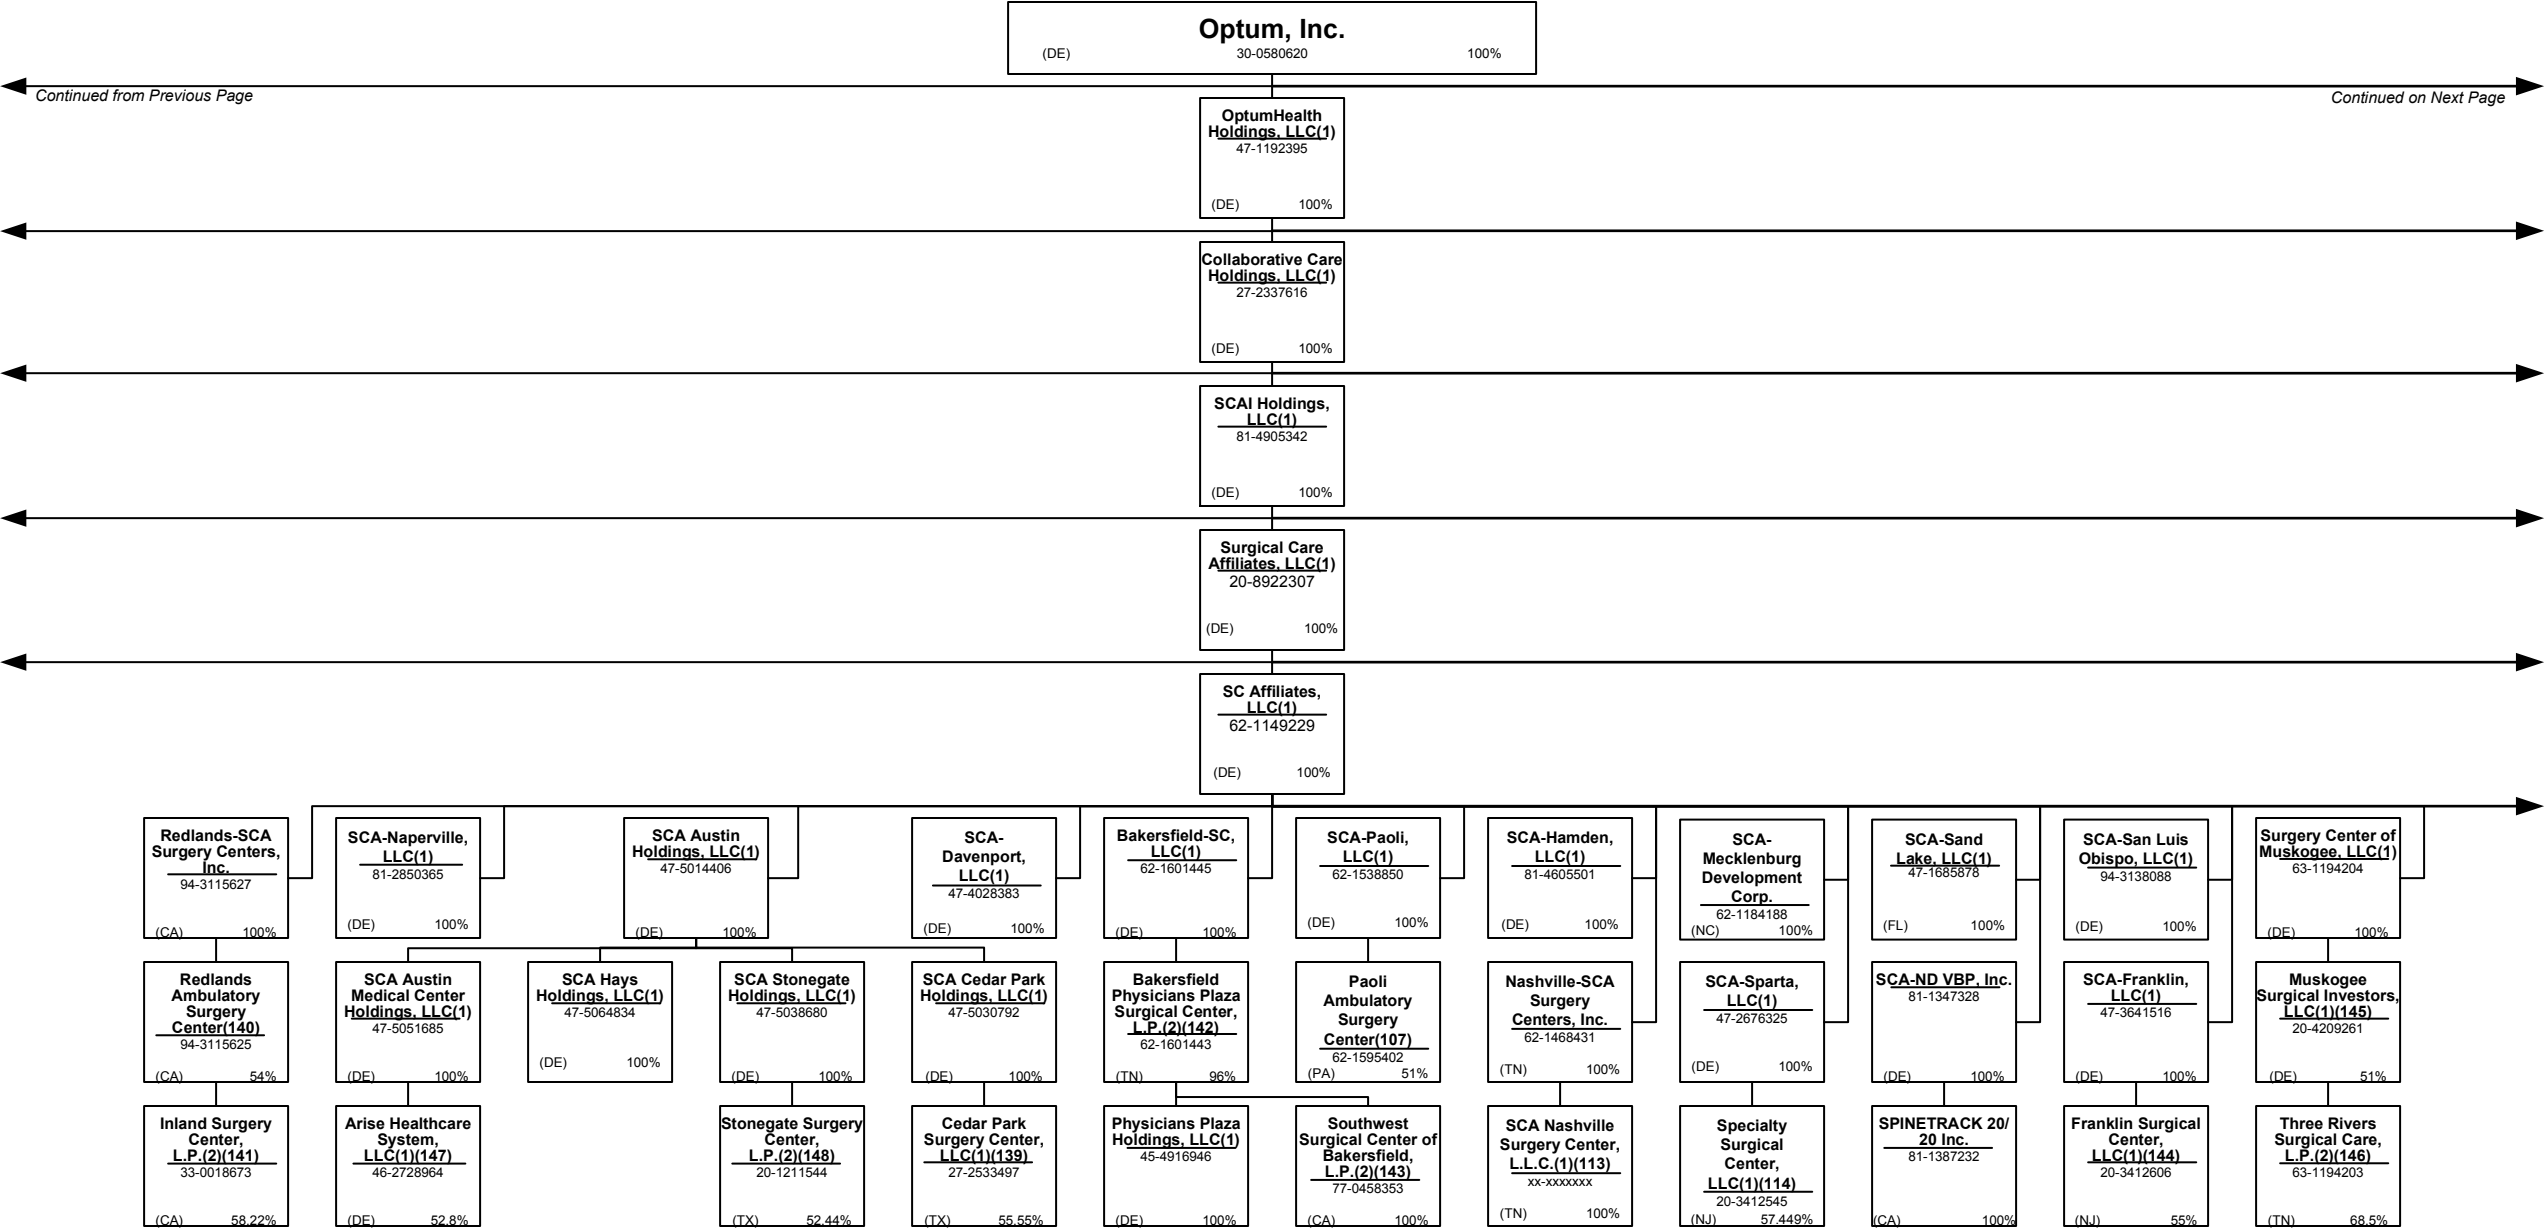 Optum, Inc.
(DE) 30-0580620 100%
Continued from Previous Page
Continued on Next Page
OptumHealth
Holdings, LLC(1)
47-1192395
(DE) 100%
Collaborative Care
Holdings, LLC(1)
27-2337616
(DE) 100%
SCAI Holdings,
LLC(1)
81-4905342
(DE) 100%
Surgical Care
Affiliates, LLC(1)
20-8922307
(DE) 100%
SC Affiliates,
LLC(1)
62-1149229
(DE) 100%
Redlands-SCA
Surgery Centers,
Inc.
94-3115627
(CA) 100%
SCA-Naperville,
LLC(1)
81-2850365
(DE) 100%
SCA Austin
Holdings, LLC(1)
47-5014406
(DE) 100%
SCA-
Davenport,
LLC(1)
47-4028383
(DE) 100%
Bakersfield-SC,
LLC(1)
62-1601445
(DE) 100%
SCA-Paoli,
LLC(1)
62-1538850
(DE) 100%
SCA-Hamden,
LLC(1)
81-4605501
(DE) 100%
SCA-
Mecklenburg
Development
Corp.
62-1184188
(NC) 100%
SCA-Sand
Lake, LLC(1)
47-1685878
(FL) 100%
SCA-San Luis
Obispo, LLC(1)
94-3138088
(DE) 100%
Surgery Center of
Muskogee, LLC(1)
63-1194204
(DE) 100%
Redlands
Ambulatory
Surgery
Center(140)
94-3115625
(CA) 54%
SCA Austin
Medical Center
Holdings, LLC(1)
47-5051685
(DE) 100%
SCA Hays
Holdings, LLC(1)
47-5064834
(DE) 100%
SCA Stonegate
Holdings, LLC(1)
47-5038680
(DE) 100%
SCA Cedar Park
Holdings, LLC(1)
47-5030792
(DE) 100%
Bakersfield
Physicians Plaza
Surgical Center,
L.P.(2)(142)
62-1601443
(TN) 96%
Paoli
Ambulatory
Surgery
Center(107)
62-1595402
(PA) 51%
Nashville-SCA
Surgery
Centers, Inc.
62-1468431
(TN) 100%
SCA-Sparta,
LLC(1)
47-2676325
(DE) 100%
SCA-ND VBP, Inc.
81-1347328
(DE) 100%
SCA-Franklin,
LLC(1)
47-3641516
(DE) 100%
Muskogee
Surgical Investors,
LLC(1)(145)
20-4209261
(DE) 51%
Inland Surgery
Center,
L.P.(2)(141)
33-0018673
(CA) 58.22%
Arise Healthcare
System,
LLC(1)(147)
46-2728964
(DE) 52.8%
Stonegate Surgery
Center,
L.P.(2)(148)
20-1211544
(TX) 52.44%
Cedar Park
Surgery Center,
LLC(1)(139)
27-2533497
(TX) 55.55%
Physicians Plaza
Holdings, LLC(1)
45-4916946
(DE) 100%
Southwest
Surgical Center of
Bakersfield,
L.P.(2)(143)
77-0458353
(CA) 100%
SCA Nashville
Surgery Center,
L.L.C.(1)(113)
xx-xxxxxxx
(TN) 100%
Specialty
Surgical
Center,
LLC(1)(114)
20-3412545
(NJ) 57.449%
SPINETRACK 20/
20 Inc.
81-1387232
(CA) 100%
Franklin Surgical
Center,
LLC(1)(144)
20-3412606
(NJ) 55%
Three Rivers
Surgical Care,
L.P.(2)(146)
63-1194203
(TN) 68.5%